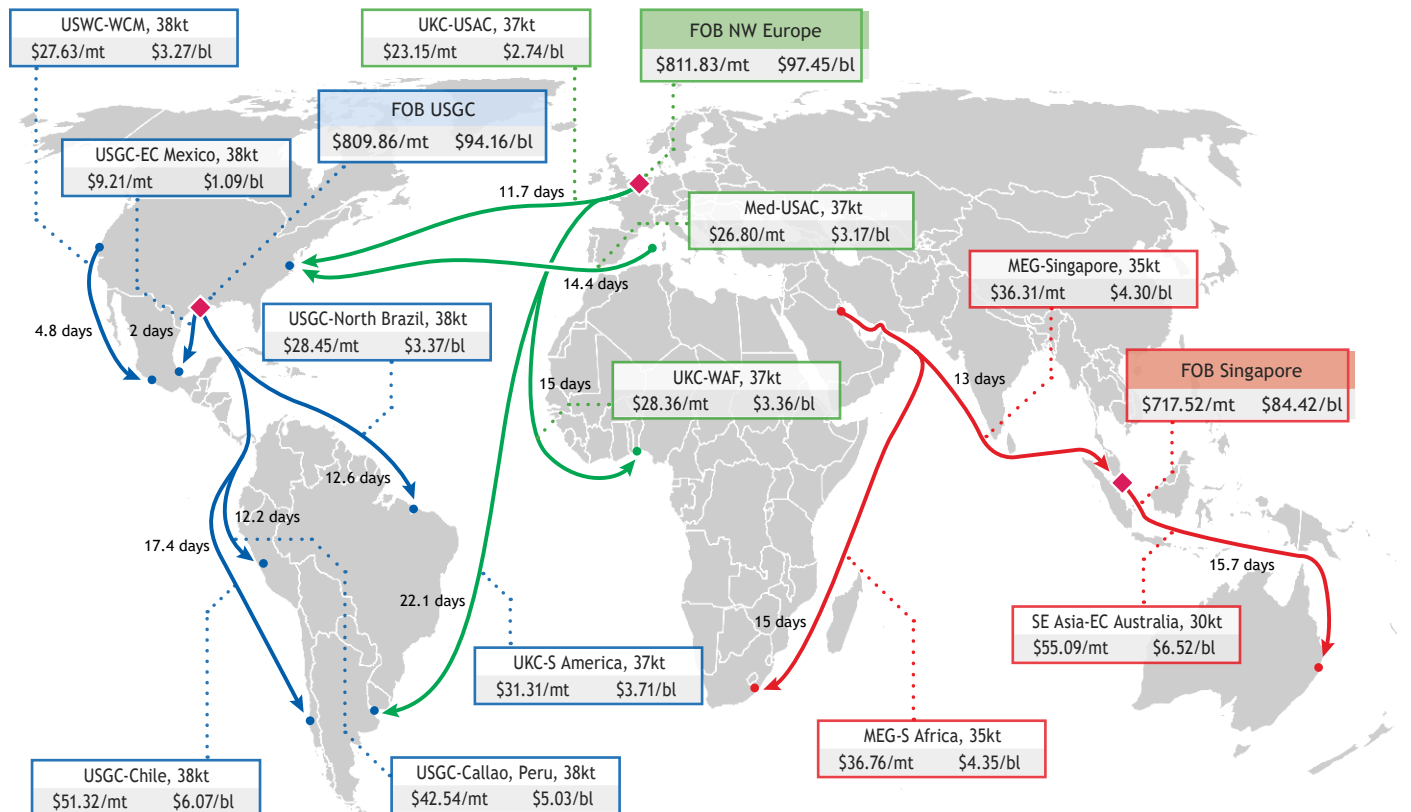 USWC-WCM, 38kt
$27.63/mt $3.27/bl
UKC-USAC, 37kt
$23.15/mt $2.74/bl
FOB NW Europe
$811.83/mt $97.45/bl
FOB USGC
$809.86/mt $94.16/bl
USGC-EC Mexico, 38kt
$9.21/mt $1.09/bl
11.7 days
Med-USAC, 37kt
$26.80/mt $3.17/bl
MEG-Singapore, 35kt
$36.31/mt $4.30/bl
14.4 days
4.8 days
2 days
USGC-North Brazil, 38kt
$28.45/mt $3.37/bl
FOB Singapore
$717.52/mt $84.42/bl
15 days
UKC-WAF, 37kt
$28.36/mt $3.36/bl
13 days
12.6 days
12.2 days
17.4 days
15.7 days
22.1 days
15 days
SE Asia-EC Australia, 30kt
$55.09/mt $6.52/bl
UKC-S America, 37kt
$31.31/mt $3.71/bl
MEG-S Africa, 35kt
$36.76/mt $4.35/bl
USGC-Chile, 38kt
$51.32/mt $6.07/bl
USGC-Callao, Peru, 38kt
$42.54/mt $5.03/bl